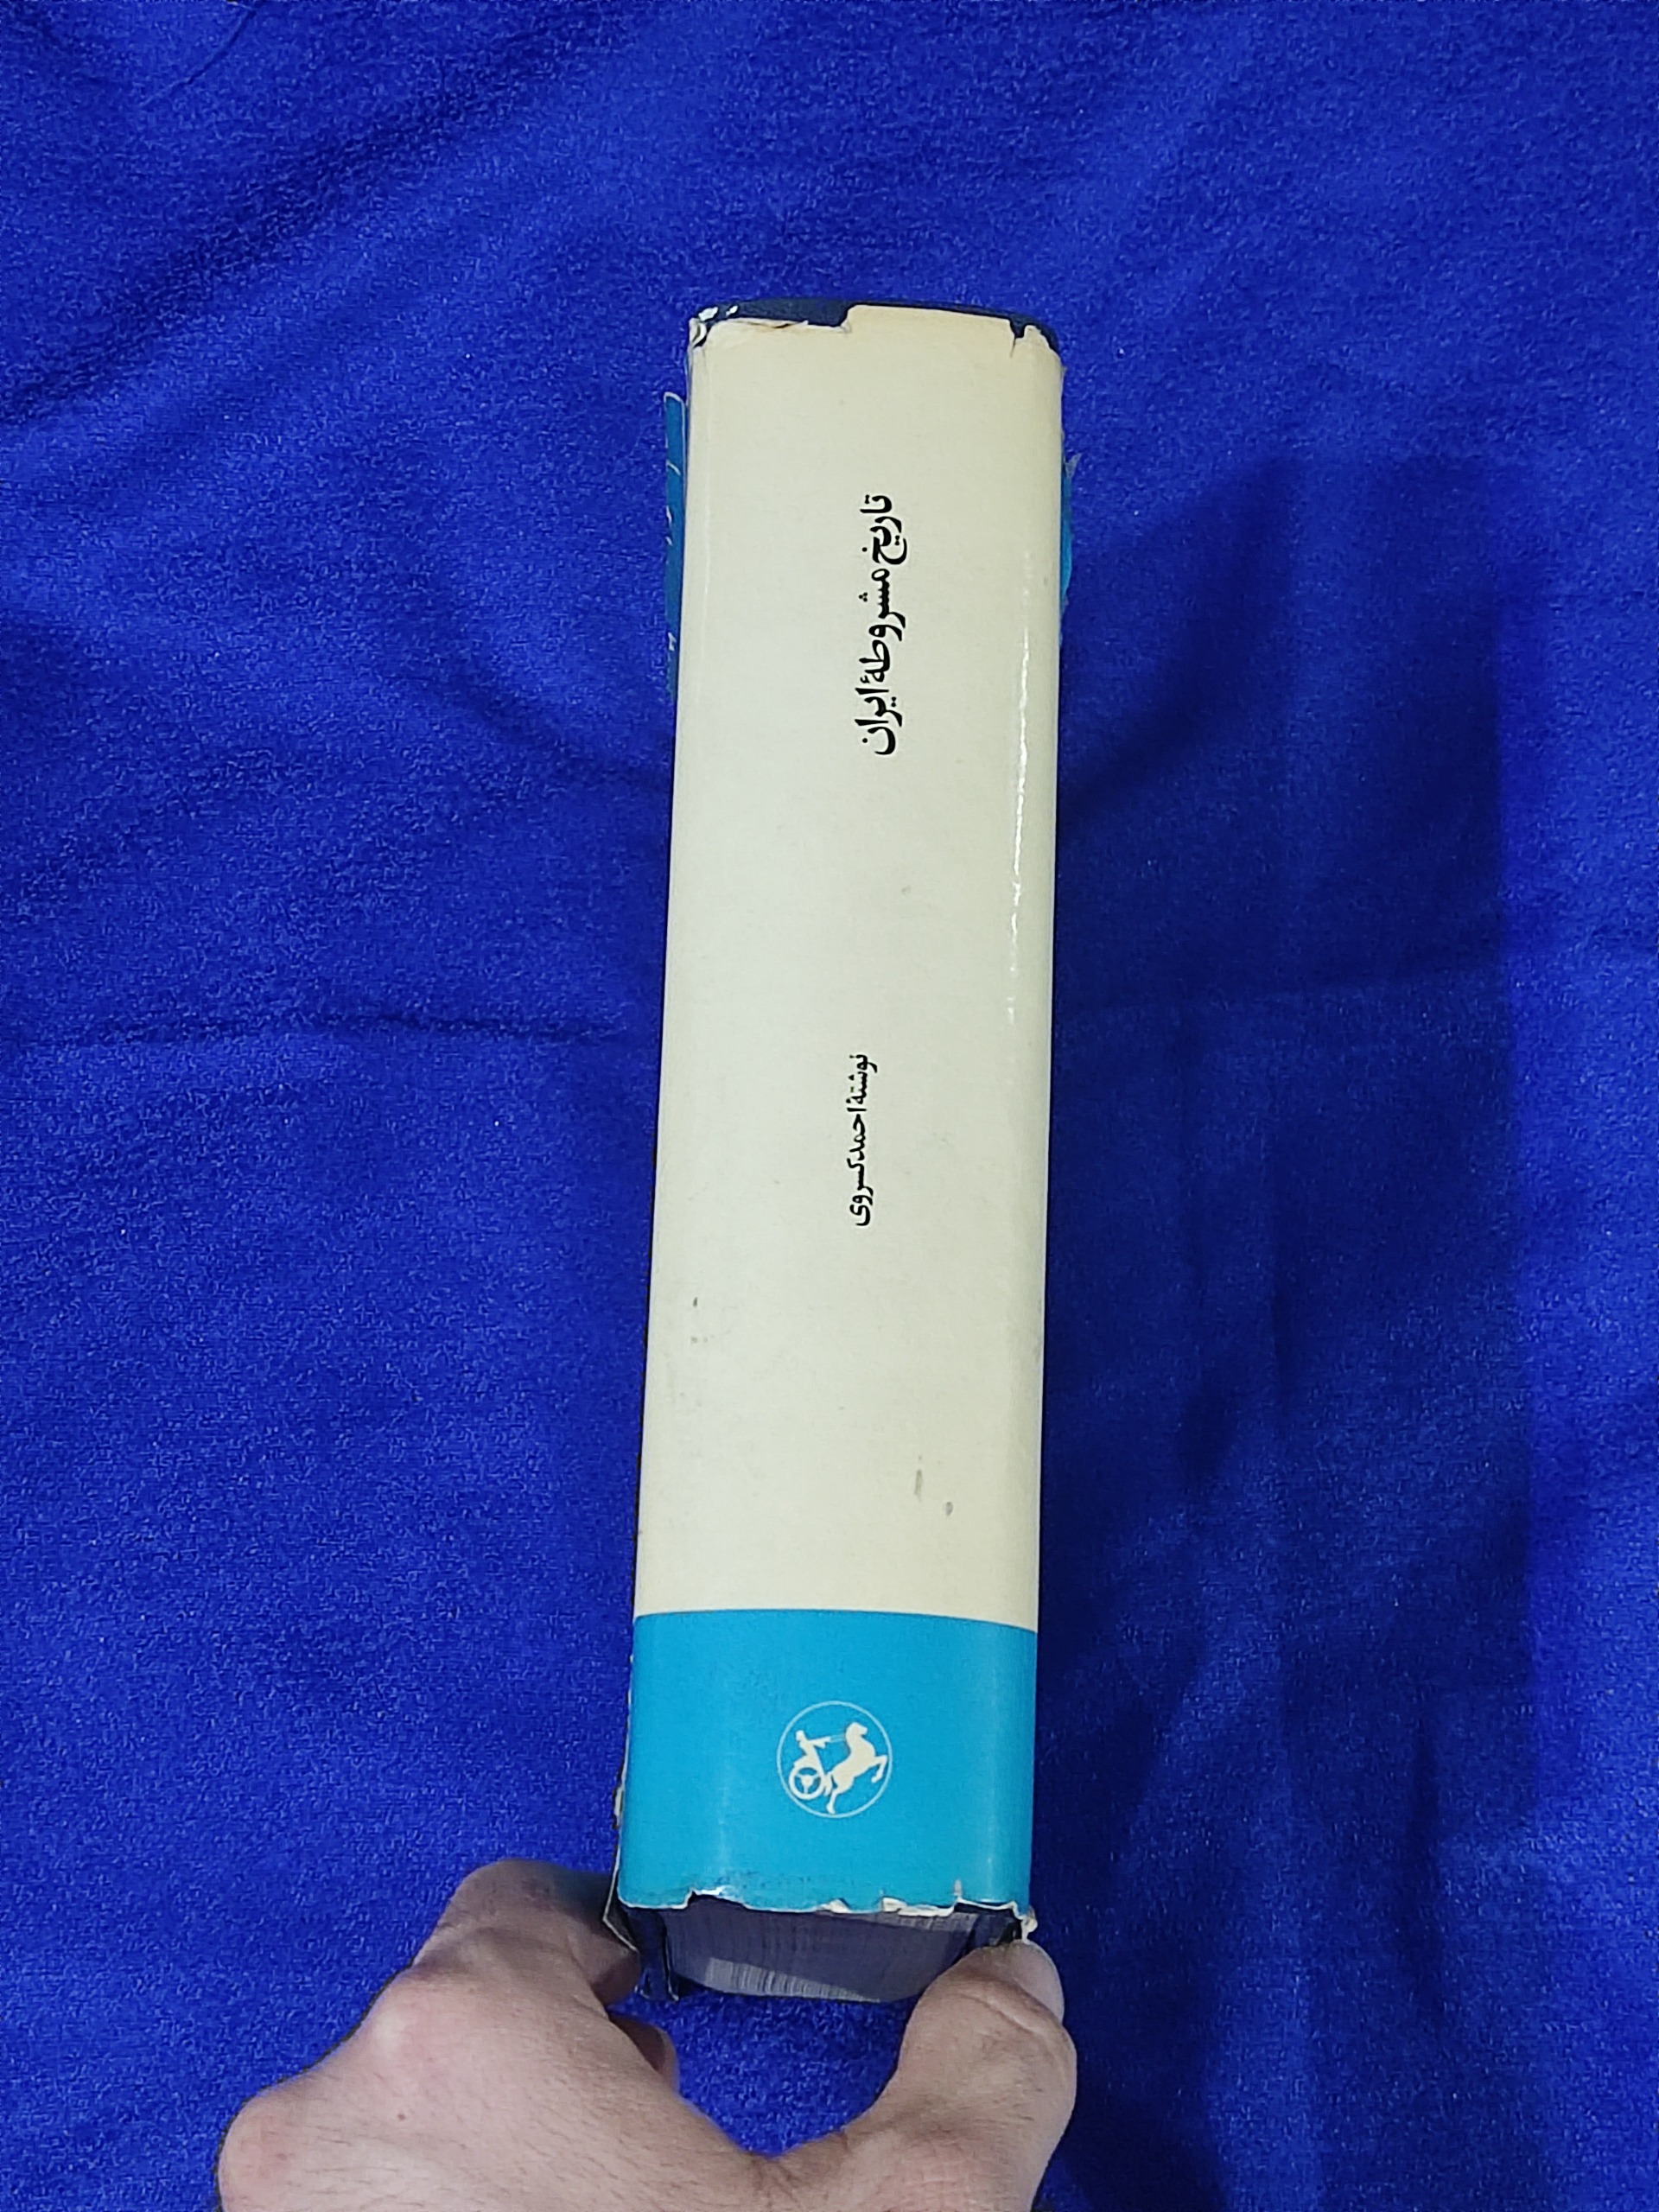 تاریخ مشروطهٔ ایران
نوشتهٔ احمد کسروی